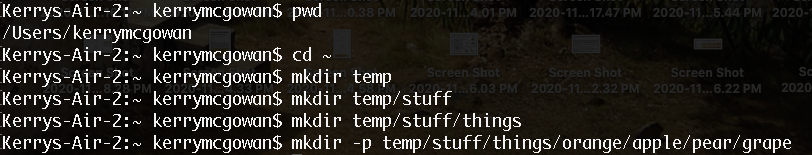 Kerrys-Air-2:~ kerrymcgowan$ pwd
/Users/kerrymcgowan
Kerrys-Air-2:~ kerrymcgowan$ cd ~
Kerrys-Air-2:~ kerrymcgowan$ mkdir temp
Kerrys-Air-2:~ kerrymcgowan$ mkdir temp/stuff
Kerrys-Air-2:~ kerrymcgowan$ mkdir temp/stuff/things
Kerrys-Air-2:~ kerrymcgowan$ mkdir -p temp/stuff/things/orange/apple/pear/grape